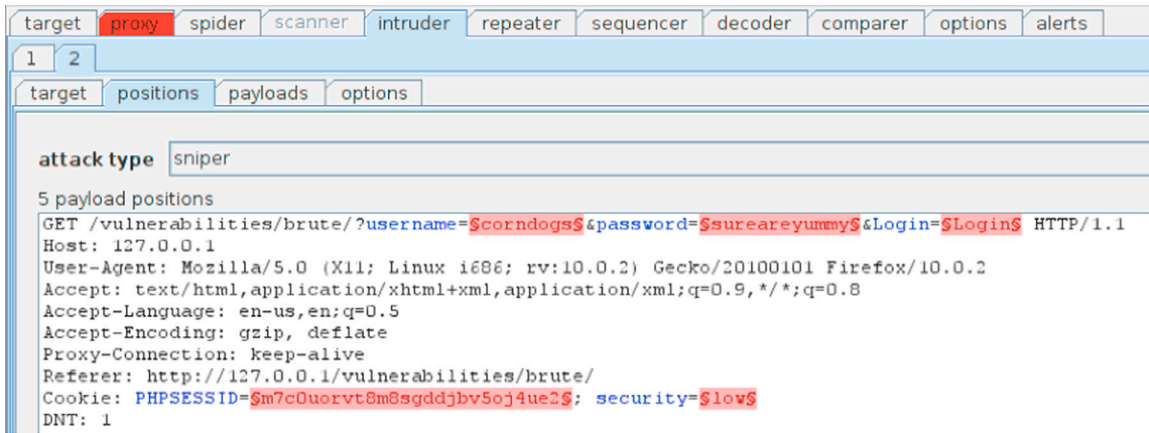 target proxy spider scanner intruder repeater sequencer decoder comparer options alerts
1 2
target positions payloads options
attack type sniper
5 payload positions
GET /vulnerabilities/brute/?username=§corndogs§&password=§sureareyummy§&Login=§Login§ HTTP/1.1
Host: 127.0.0.1
User-Agent: Mozilla/5.0 (X11; Linux i686; rv:10.0.2) Gecko/20100101 Firefox/10.0.2
Accept: text/html,application/xhtml+xml,application/xml;q=0.9,*/*;q=0.8
Accept-Language: en-us,en;q=0.5
Accept-Encoding: gzip, deflate
Proxy-Connection: keep-alive
Referer: http://127.0.0.1/vulnerabilities/brute/
Cookie: PHPSESSID=§m7c0uorvt8m8sgddjbv5oj4ue2§; security=§low§
DNT: 1